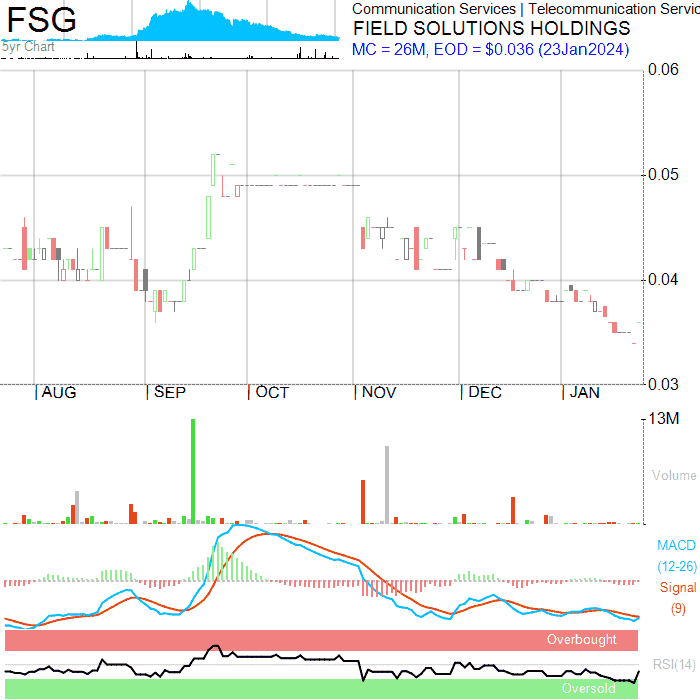 FSG
5yr Chart
Communication Services | Telecommunication Servic
FIELD SOLUTIONS HOLDINGS
MC = 26M, EOD = $0.036 (23Jan2024)
0.06
0.05
0.04
0.03
| AUG | SEP | OCT | NOV | DEC | JAN
13M
Volume
MACD
(12-26)
Signal
(9)
Overbought
RSI(14)
Oversold